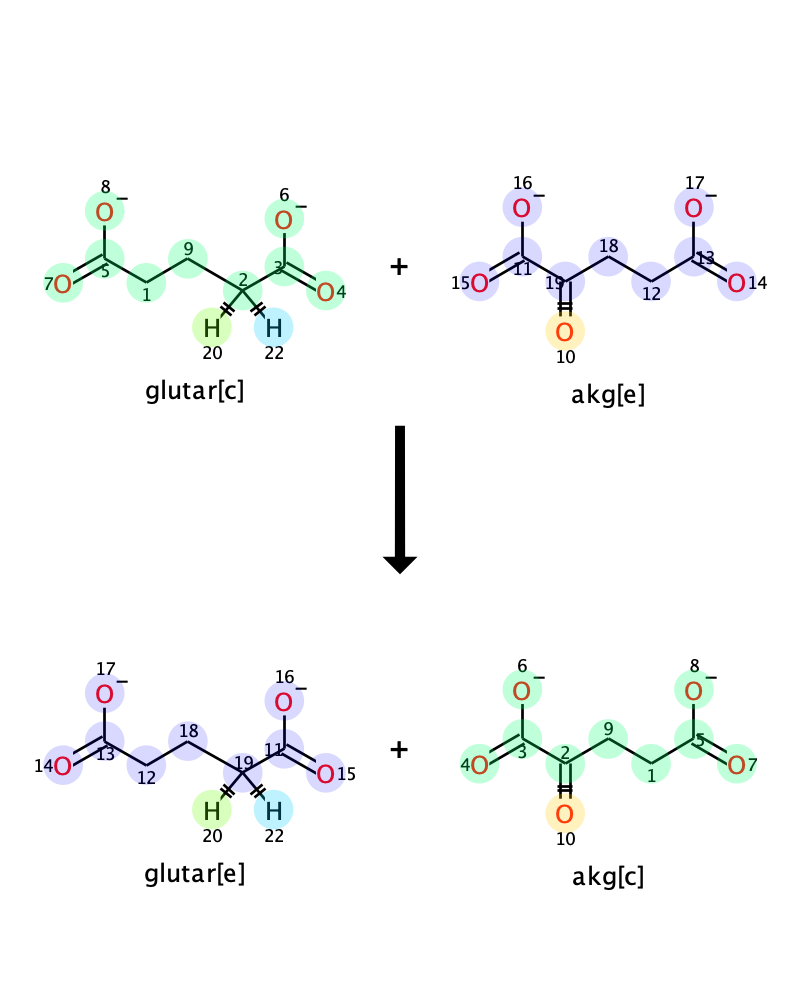 8 O − 6 O − 16 O − 17 O −
7 O 5 1 9 2 3 O 4 + 15 O 11 19 18 12 13 O 14
H H O
20 22 10
glutar[c] akg[e]
17 O − 16 O − 6 O − 8 O −
14 O 13 12 18 19 11 O 15 + 4 O 3 2 9 1 5 O 7
H H O
20 22 10
glutar[e] akg[c]